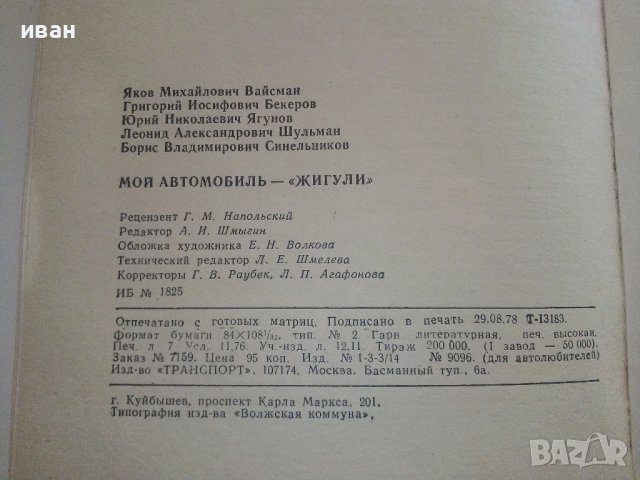 иван
Яков Михайлович Вайсман
Григорий Иосифович Бекеров
Юрий Николаевич Ягунов
Леонид Александрович Шульман
Борис Владимирович Синельников
МОЙ АВТОМОБИЛЬ — «ЖИГУЛИ»
Рецензент Г. М. Напольский
Редактор А. И. Шмыгин
Обложка художника Е. Н. Волкова
Технический редактор Л. Е. Шмелева
Корректоры Г. В. Раубек, Л. П. Агафонова
ИБ № 1825
Отпечатано с готовых матриц. Подписано в печать 29.08.78 Т-13183.
формат бумаги 84×108¹/₃₂, тип. № 2 Гарн. литературная, печ. высокая.
Печ. л 7 Усл. 11,76. Уч.-изд. л. 12,11. Тираж 200 000. (I завод — 50 000).
Заказ № 7159. Цена 95 коп. Изд. № 1-3-3/14 № 9096. (для автолюбителей)
Изд-во «ТРАНСПОРТ». 107174, Москва. Басманный туп., 6а.
г. Куйбышев, проспект Карла Маркса, 201.
Типография изд-ва «Волжская коммуна»,
BAZAR